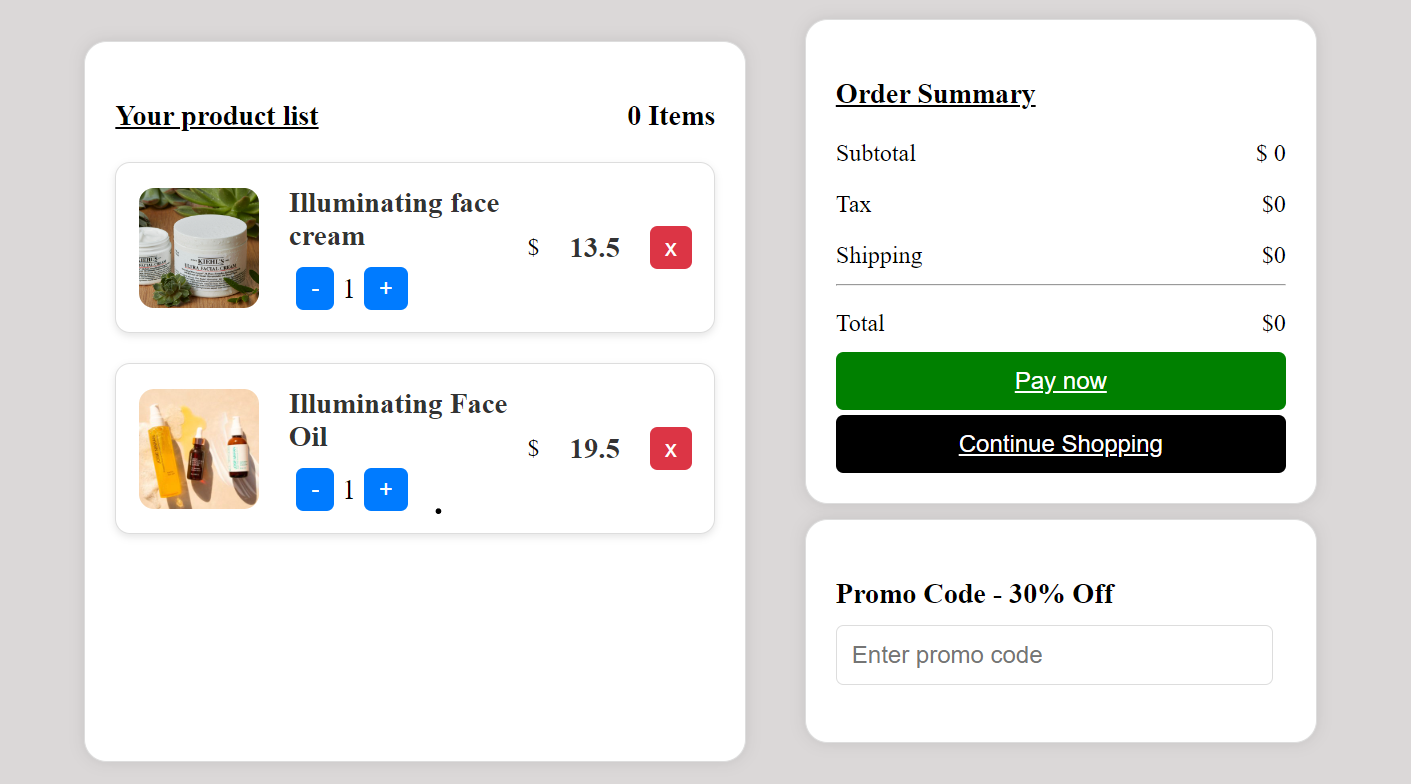 Your product list
0 Items
Illuminating face
cream
$ 13.5 x
- 1 +
KIEHL'S
ULTRA FACIAL CREAM
Illuminating Face
Oil
$ 19.5 x
- 1 +
.
Order Summary
Subtotal $ 0
Tax $0
Shipping $0
Total $0
Pay now
Continue Shopping
Promo Code - 30% Off
Enter promo code